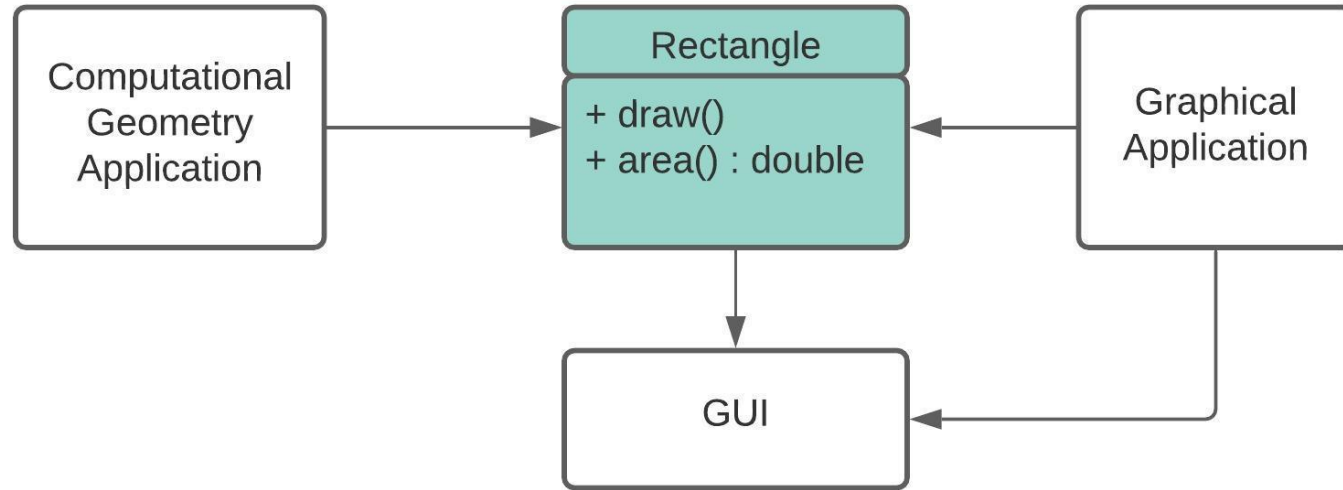 Computational
Geometry
Application
Rectangle
+ draw()
+ area() : double
Graphical
Application
GUI